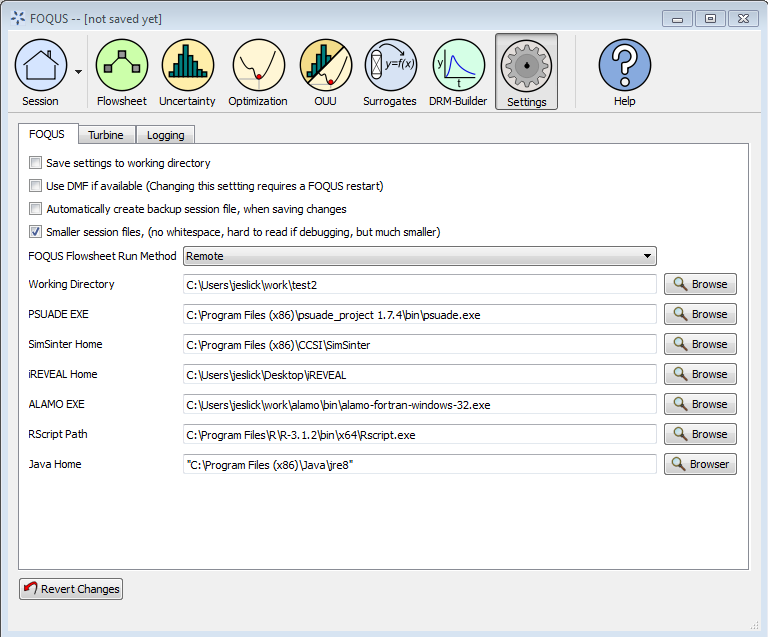 FOQUS -- [not saved yet]
y=f(x)
y
t
Session Flowsheet Uncertainty Optimization OUU Surrogates DRM-Builder Settings Help
FOQUS Turbine Logging
Save settings to working directory
Use DMF if available (Changing this settting requires a FOQUS restart)
Automatically create backup session file, when saving changes
Smaller session files, (no whitespace, hard to read if debugging, but much smaller)
FOQUS Flowsheet Run Method Remote
Working Directory C:\Users\jeslick\work\test2 Browse
PSUADE EXE C:\Program Files (x86)\psuade_project 1.7.4\bin\psuade.exe Browse
SimSinter Home C:\Program Files (x86)\CCSI\SimSinter Browse
iREVEAL Home C:\Users\jeslick\Desktop\iREVEAL Browse
ALAMO EXE C:\Users\jeslick\work\alamo\bin\alamo-fortran-windows-32.exe Browse
RScript Path C:\Program Files\R\R-3.1.2\bin\x64\Rscript.exe Browse
Java Home "C:\Program Files (x86)\Java\jre8" Browser
Revert Changes